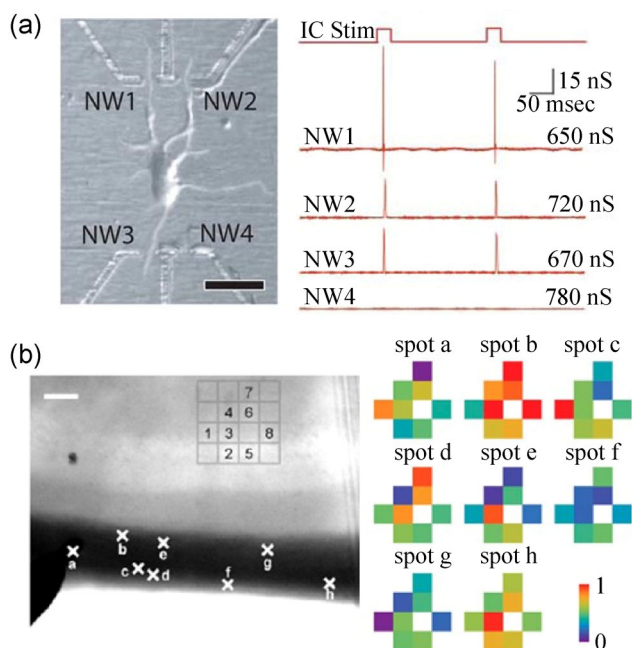 (a)
IC Stim
15 nS
50 msec
NW1 NW2
NW3 NW4
NW1 650 nS
NW2 720 nS
NW3 670 nS
NW4 780 nS
(b)
7
4 6
1 3 8
2 5
a b c d e f g h
spot a spot b spot c
spot d spot e spot f
spot g spot h
1
0